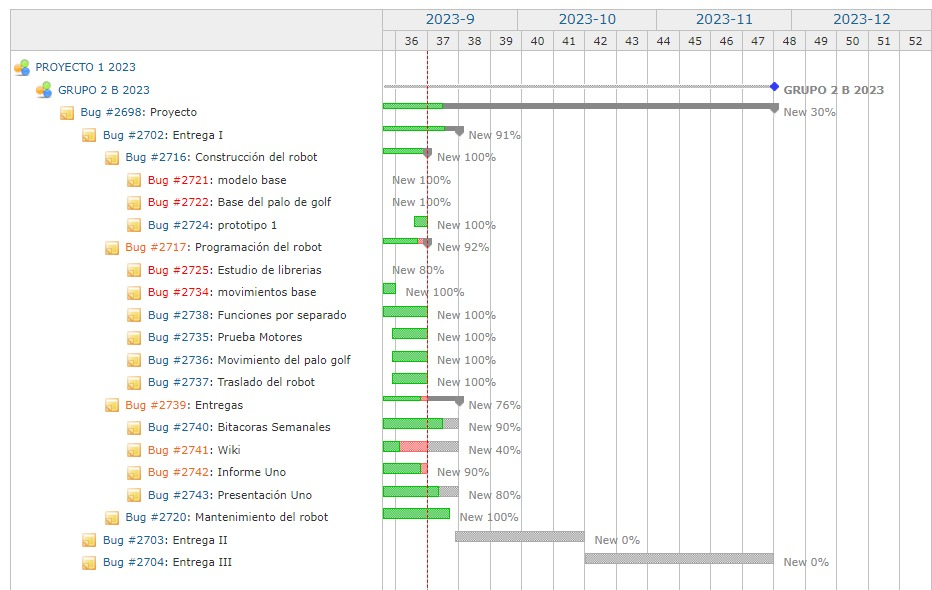 2023-9 2023-10 2023-11 2023-12
36 37 38 39 40 41 42 43 44 45 46 47 48 49 50 51 52
PROYECTO 1 2023
GRUPO 2 B 2023 GRUPO 2 B 2023
Bug #2698: Proyecto New 30%
Bug #2702: Entrega I New 91%
Bug #2716: Construcción del robot New 100%
Bug #2721: modelo base New 100%
Bug #2722: Base del palo de golf New 100%
Bug #2724: prototipo 1 New 100%
Bug #2717: Programación del robot New 92%
Bug #2725: Estudio de librerias New 80%
Bug #2734: movimientos base New 100%
Bug #2738: Funciones por separado New 100%
Bug #2735: Prueba Motores New 100%
Bug #2736: Movimiento del palo golf New 100%
Bug #2737: Traslado del robot New 100%
Bug #2739: Entregas New 76%
Bug #2740: Bitacoras Semanales New 90%
Bug #2741: Wiki New 40%
Bug #2742: Informe Uno New 90%
Bug #2743: Presentación Uno New 80%
Bug #2720: Mantenimiento del robot New 100%
Bug #2703: Entrega II New 0%
Bug #2704: Entrega III New 0%